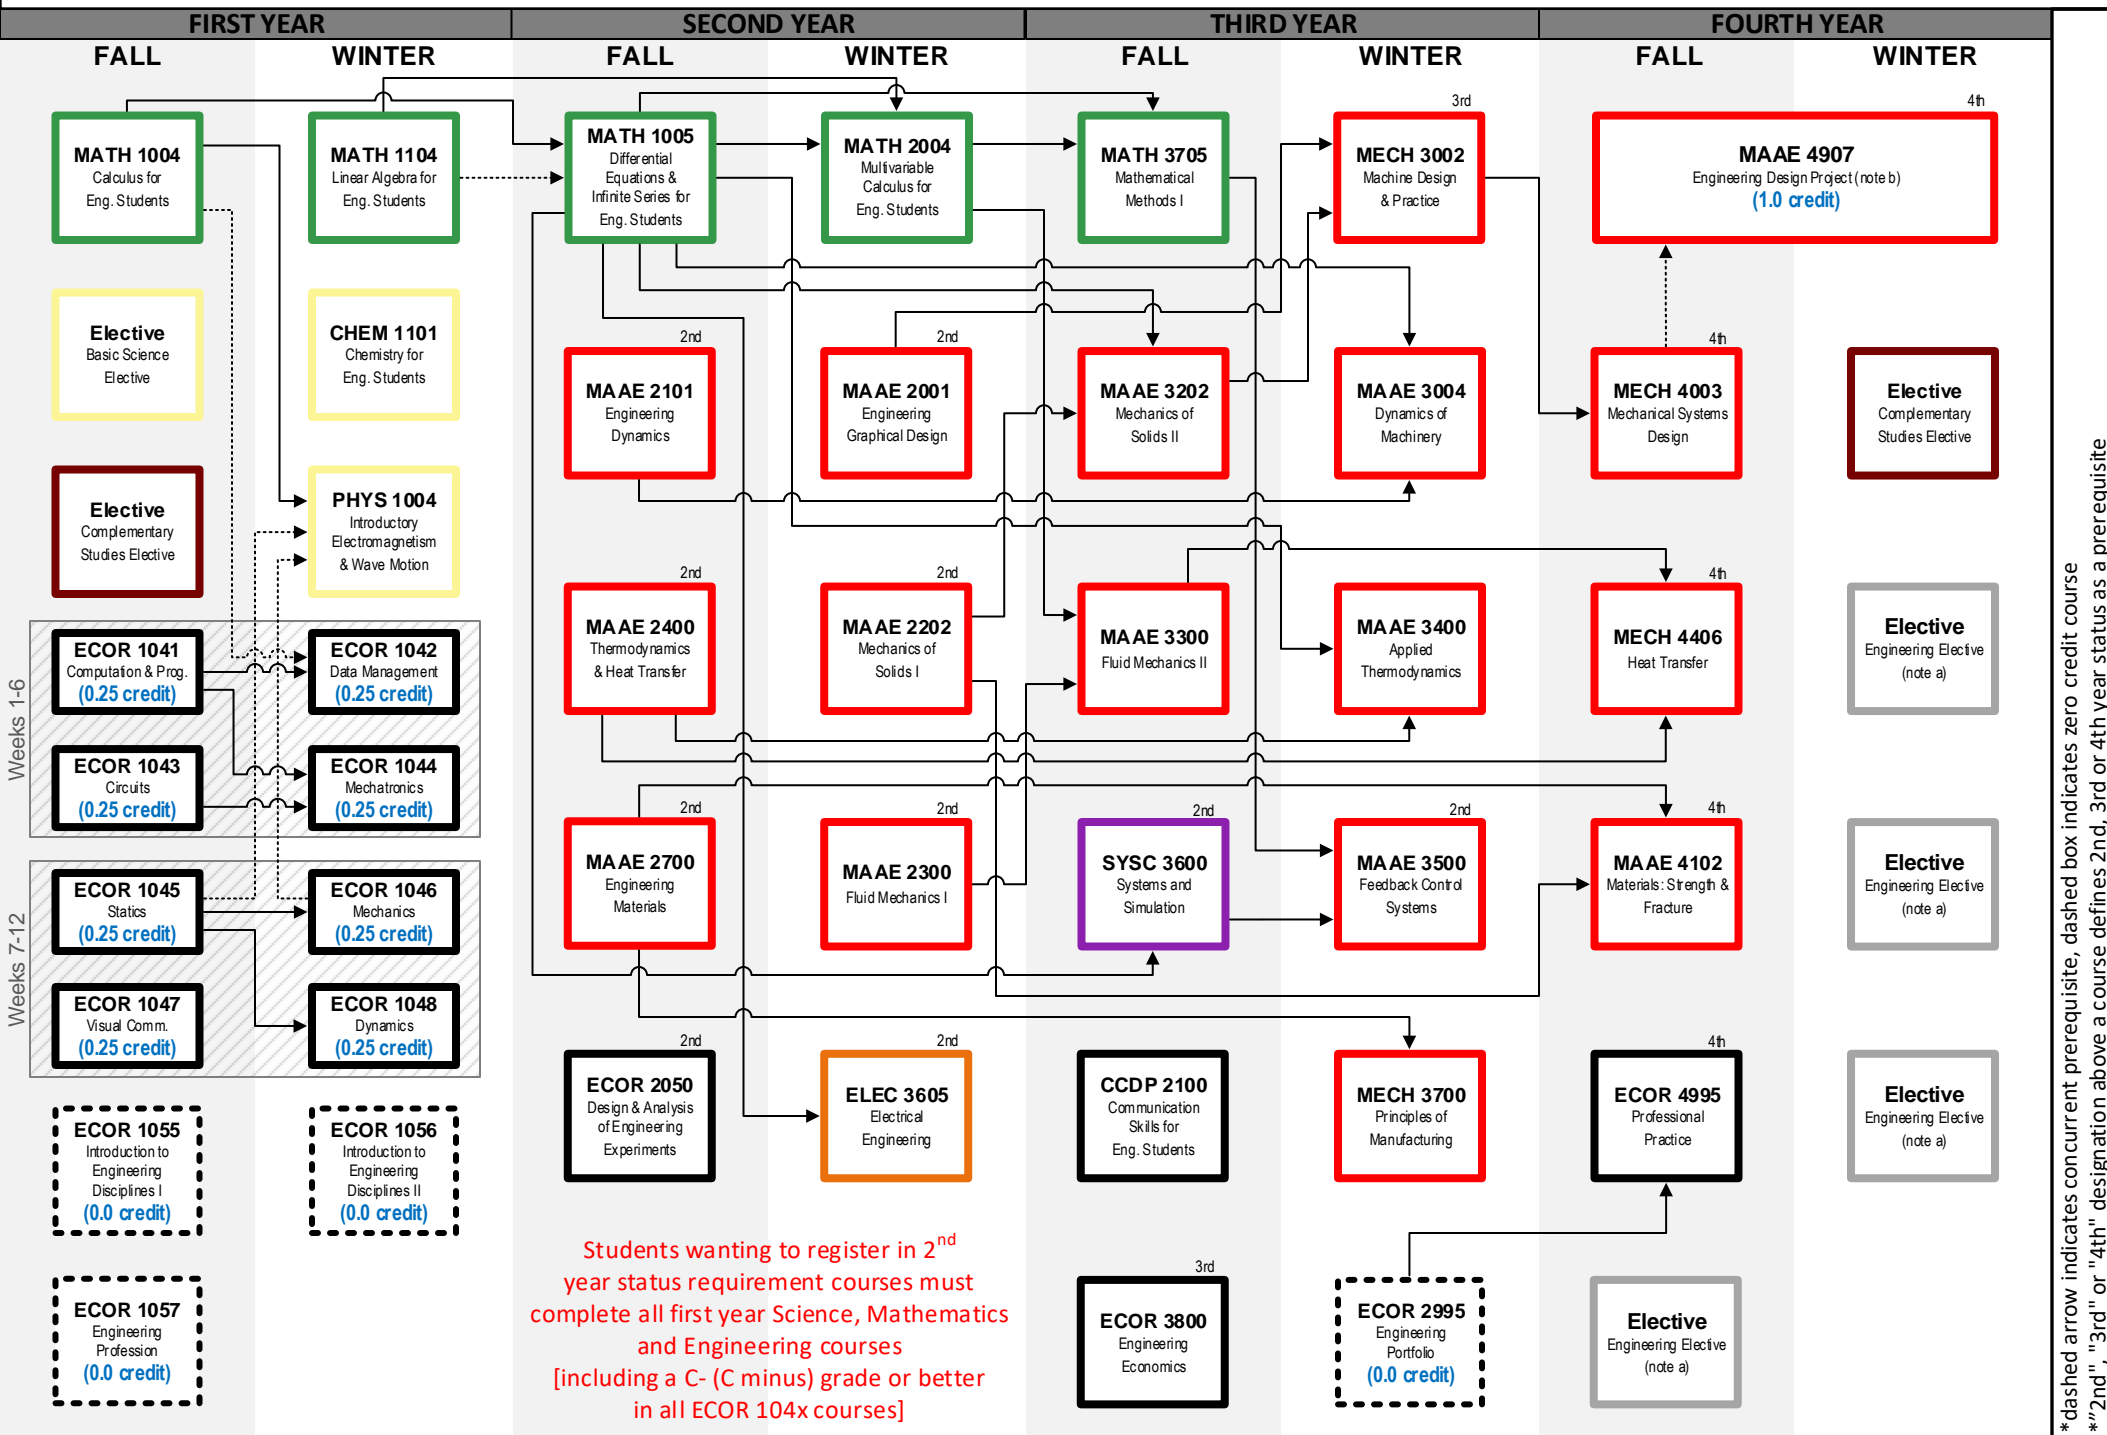 FIRST YEAR
SECOND YEAR
THIRD YEAR
FOURTH YEAR
FALL
WINTER
FALL
WINTER
FALL
WINTER
FALL
WINTER
MATH 1004
Calculus for
Eng. Students
MATH 1104
Linear Algebra for
Eng. Students
MATH 1005
Differential
Equations &
Infinite Series for
Eng. Students
MATH 2004
Multivariable
Calculus for
Eng. Students
MATH 3705
Mathematical
Methods I
3rd
MECH 3002
Machine Design
& Practice
4th
MAAE 4907
Engineering Design Project (note b)
(1.0 credit)
Elective
Basic Science
Elective
CHEM 1101
Chemistry for
Eng. Students
2nd
MAAE 2101
Engineering
Dynamics
2nd
MAAE 2001
Engineering
Graphical Design
MAAE 3202
Mechanics of
Solids II
MAAE 3004
Dynamics of
Machinery
4th
MECH 4003
Mechanical Systems
Design
Elective
Complementary
Studies Elective
Elective
Complementary
Studies Elective
PHYS 1004
Introductory
Electromagnetism
& Wave Motion
2nd
MAAE 2400
Thermodynamics
& Heat Transfer
2nd
MAAE 2202
Mechanics of
Solids I
MAAE 3300
Fluid Mechanics II
MAAE 3400
Applied
Thermodynamics
4th
MECH 4406
Heat Transfer
Elective
Engineering Elective
(note a)
Weeks 1-6
ECOR 1041
Computation & Prog.
(0.25 credit)
ECOR 1042
Data Management
(0.25 credit)
ECOR 1043
Circuits
(0.25 credit)
ECOR 1044
Mechatronics
(0.25 credit)
2nd
MAAE 2700
Engineering
Materials
2nd
MAAE 2300
Fluid Mechanics I
2nd
SYSC 3600
Systems and
Simulation
2nd
MAAE 3500
Feedback Control
Systems
4th
MAAE 4102
Materials: Strength &
Fracture
Elective
Engineering Elective
(note a)
Weeks 7-12
ECOR 1045
Statics
(0.25 credit)
ECOR 1046
Mechanics
(0.25 credit)
ECOR 1047
Visual Comm.
(0.25 credit)
ECOR 1048
Dynamics
(0.25 credit)
2nd
ECOR 2050
Design & Analysis
of Engineering
Experiments
2nd
ELEC 3605
Electrical
Engineering
CCDP 2100
Communication
Skills for
Eng. Students
MECH 3700
Principles of
Manufacturing
4th
ECOR 4995
Professional
Practice
Elective
Engineering Elective
(note a)
ECOR 1055
Introduction to
Engineering
Disciplines I
(0.0 credit)
ECOR 1056
Introduction to
Engineering
Disciplines II
(0.0 credit)
ECOR 1057
Engineering
Profession
(0.0 credit)
Students wanting to register in 2nd
year status requirement courses must
complete all first year Science, Mathematics
and Engineering courses
[including a C- (C minus) grade or better
in all ECOR 104x courses]
3rd
ECOR 3800
Engineering
Economics
ECOR 2995
Engineering
Portfolio
(0.0 credit)
Elective
Engineering Elective
(note a)
*dashed arrow indicates concurrent prerequisite, dashed box indicates zero credit course
*"2nd", "3rd" or "4th" designation above a course defines 2nd, 3rd or 4th year status as a prerequisite